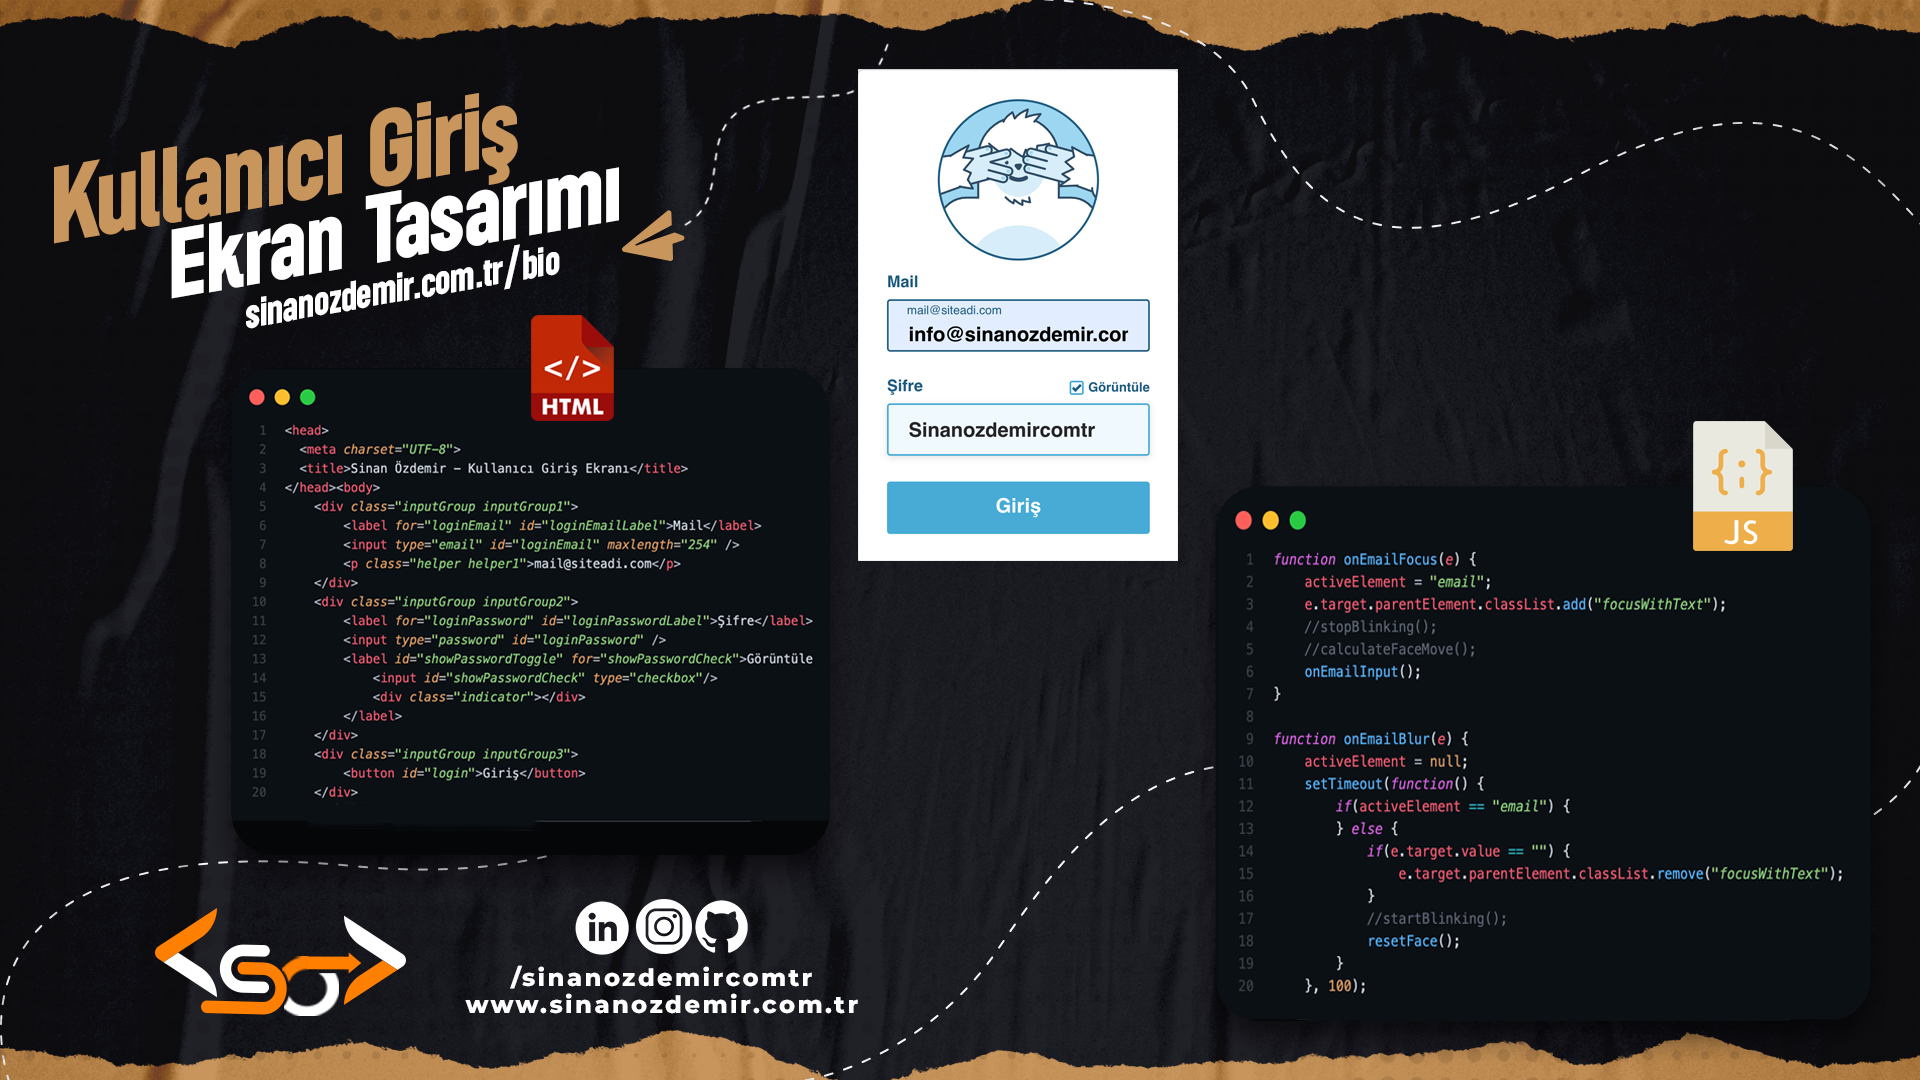 Kullanıcı Giriş
Ekran Tasarımı
sinanozdemir.com.tr/bio
HTML
1 <head>
2   <meta charset="UTF-8">
3   <title>Sinan Özdemir - Kullanıcı Giriş Ekranı</title>
4 </head><body>
5     <div class="inputGroup inputGroup1">
6         <label for="loginEmail" id="loginEmailLabel">Mail</label>
7         <input type="email" id="loginEmail" maxlength="254" />
8         <p class="helper helper1">mail@siteadi.com</p>
9     </div>
10     <div class="inputGroup inputGroup2">
11         <label for="loginPassword" id="loginPasswordLabel">Şifre</label>
12         <input type="password" id="loginPassword" />
13         <label id="showPasswordToggle" for="showPasswordCheck">Görüntüle
14             <input id="showPasswordCheck" type="checkbox"/>
15             <div class="indicator"></div>
16         </label>
17     </div>
18     <div class="inputGroup inputGroup3">
19         <button id="login">Giriş</button>
20     </div>
Mail
mail@siteadi.com
info@sinanozdemir.cor
Şifre
Görüntüle
Sinanozdemircomtr
Giriş
{;}
JS
1 function onEmailFocus(e) {
2     activeElement = "email";
3     e.target.parentElement.classList.add("focusWithText");
4     //stopBlinking();
5     //calculateFaceMove();
6     onEmailInput();
7 }
8
9 function onEmailBlur(e) {
10     activeElement = null;
11     setTimeout(function() {
12         if(activeElement == "email") {
13         } else {
14             if(e.target.value == "") {
15                 e.target.parentElement.classList.remove("focusWithText");
16             }
17             //startBlinking();
18             resetFace();
19         }
20     }, 100);
/sinanozdemircomtr
www.sinanozdemir.com.tr